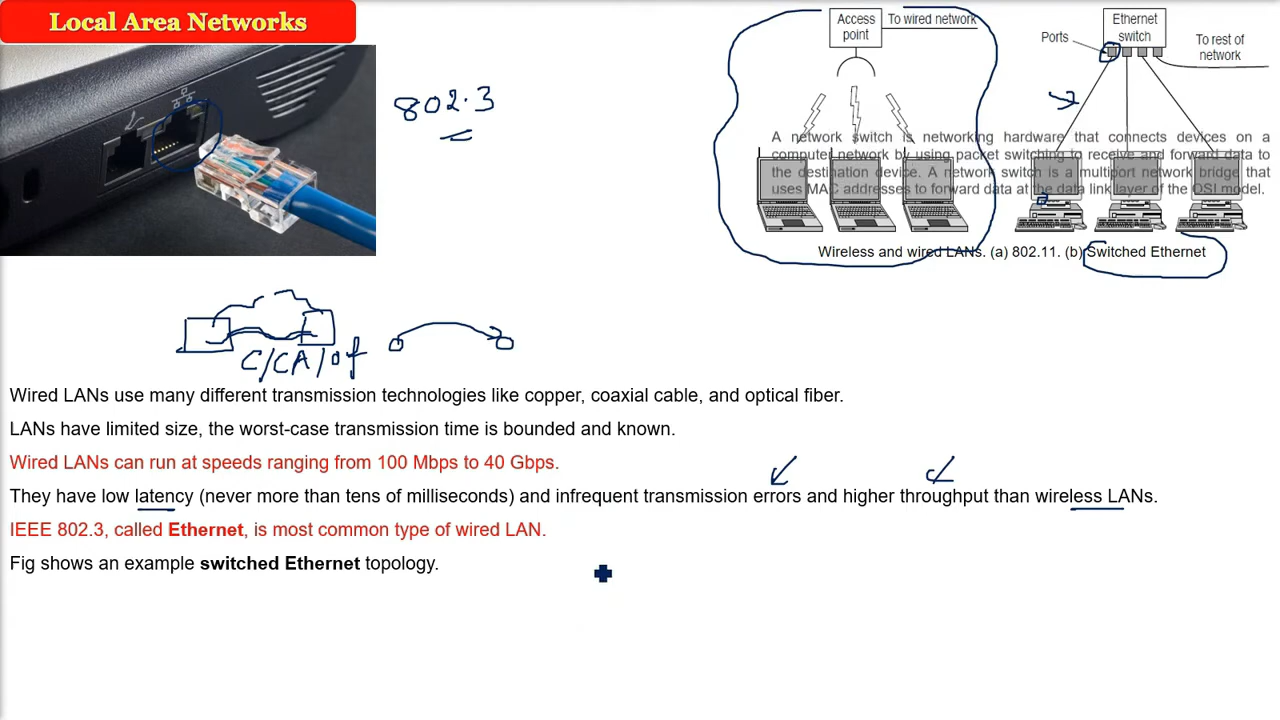 Local Area Networks
802.3
Access point
To wired network
Ethernet switch
Ports
To rest of network
A network switch is networking hardware that connects devices on a
computer network by using packet switching to receive and forward data to
the destination device. A network switch is a multiport network bridge that
uses MAC addresses to forward data at the data link layer of the OSI model.
Wireless and wired LANs. (a) 802.11. (b) Switched Ethernet
C/CA/of
Wired LANs use many different transmission technologies like copper, coaxial cable, and optical fiber.
LANs have limited size, the worst-case transmission time is bounded and known.
Wired LANs can run at speeds ranging from 100 Mbps to 40 Gbps.
They have low latency (never more than tens of milliseconds) and infrequent transmission errors and higher throughput than wireless LANs.
IEEE 802.3, called Ethernet, is most common type of wired LAN.
Fig shows an example switched Ethernet topology.